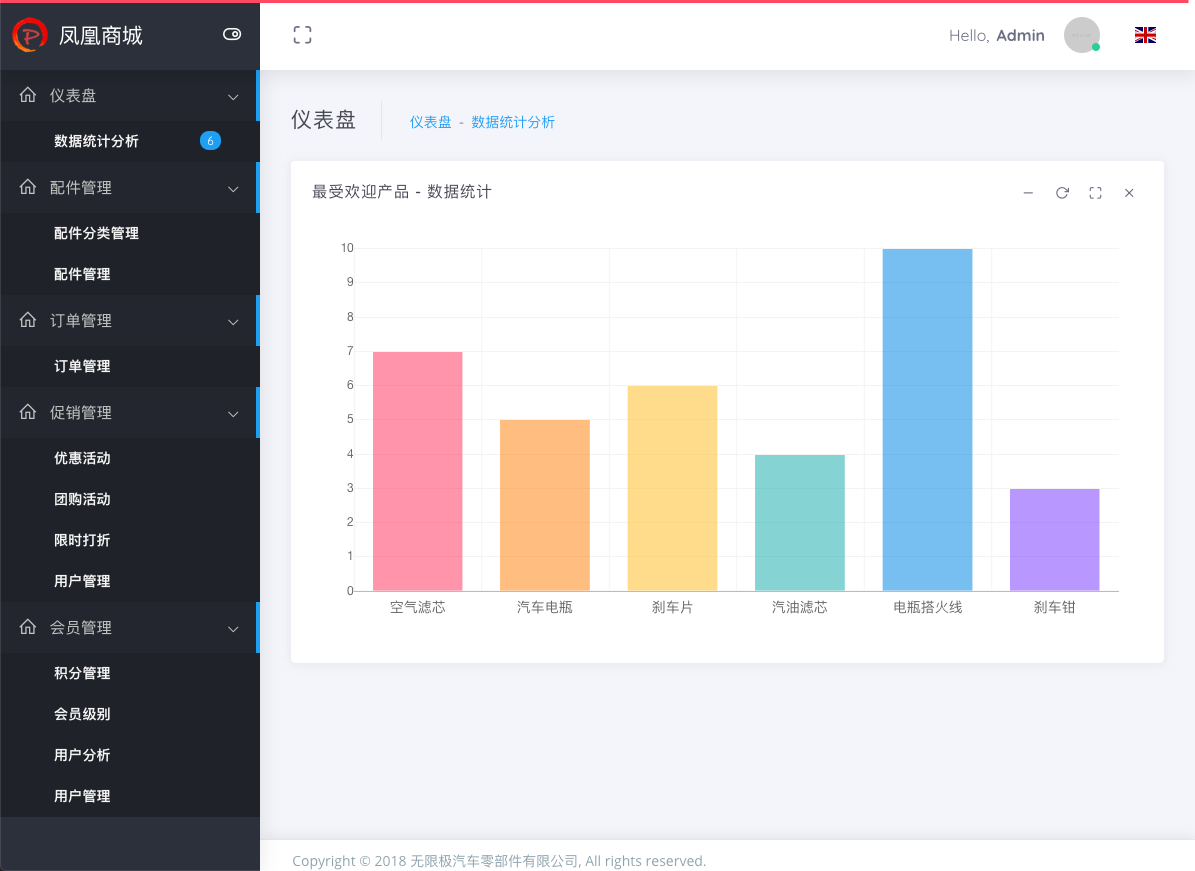 凤凰商城
Hello, Admin
仪表盘
数据统计分析 6
配件管理
配件分类管理
配件管理
订单管理
订单管理
促销管理
优惠活动
团购活动
限时打折
用户管理
会员管理
积分管理
会员级别
用户分析
用户管理
仪表盘
仪表盘 - 数据统计分析
最受欢迎产品 - 数据统计
10
9
8
7
6
5
4
3
2
1
0
空气滤芯 汽车电瓶 刹车片 汽油滤芯 电瓶搭火线 刹车钳
Copyright © 2018 无限极汽车零部件有限公司, All rights reserved.